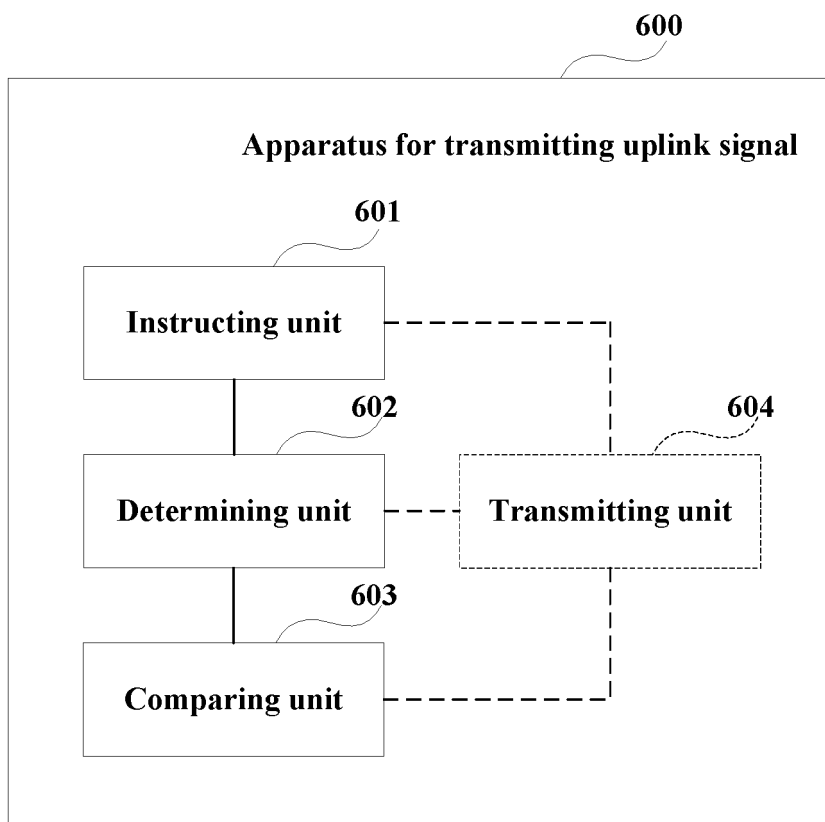 600
Apparatus for transmitting uplink signal
601
Instructing unit
602
604
Determining unit
Transmitting unit
603
Comparing unit